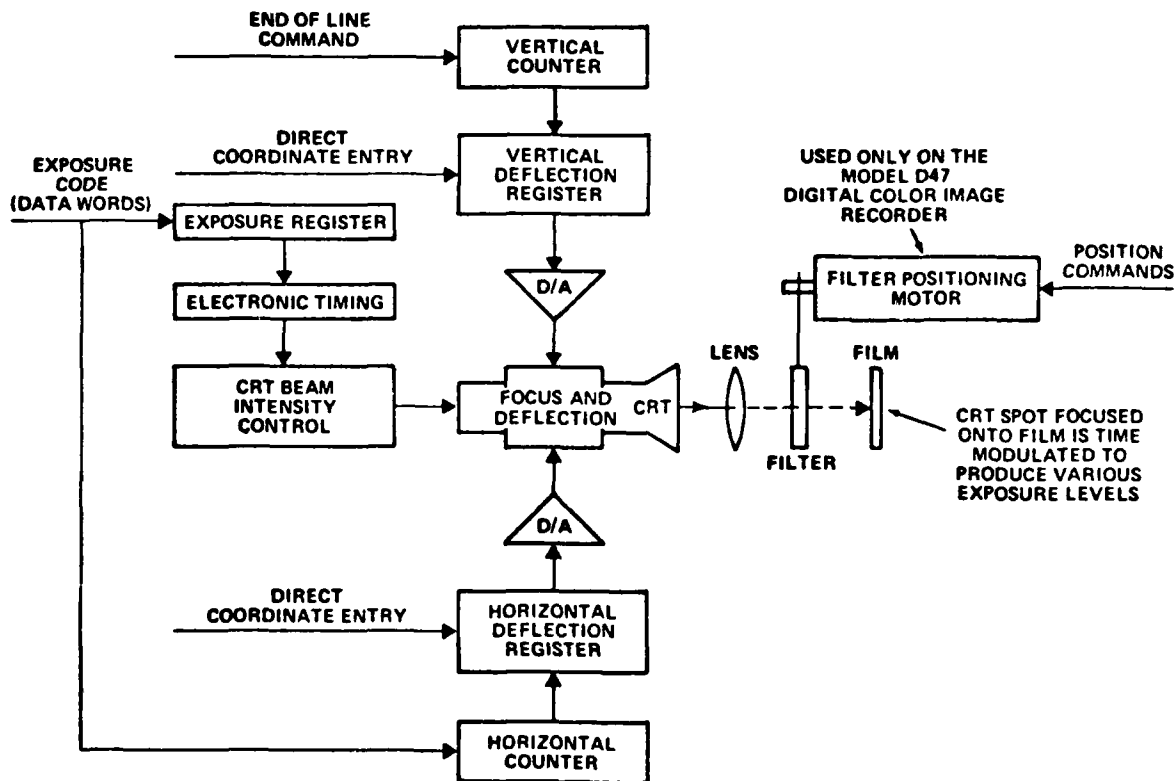 END OF LINE
COMMAND
VERTICAL
COUNTER
DIRECT
COORDINATE ENTRY
VERTICAL
DEFLECTION
REGISTER
EXPOSURE
CODE
(DATA WORDS)
EXPOSURE REGISTER
ELECTRONIC TIMING
CRT BEAM
INTENSITY
CONTROL
D/A
FOCUS AND
DEFLECTION
CRT
USED ONLY ON THE
MODEL D47
DIGITAL COLOR IMAGE
RECORDER
FILTER POSITIONING
MOTOR
POSITION
COMMANDS
LENS
FILM
FILTER
CRT SPOT FOCUSED
ONTO FILM IS TIME
MODULATED TO
PRODUCE VARIOUS
EXPOSURE LEVELS
D/A
DIRECT
COORDINATE ENTRY
HORIZONTAL
DEFLECTION
REGISTER
HORIZONTAL
COUNTER